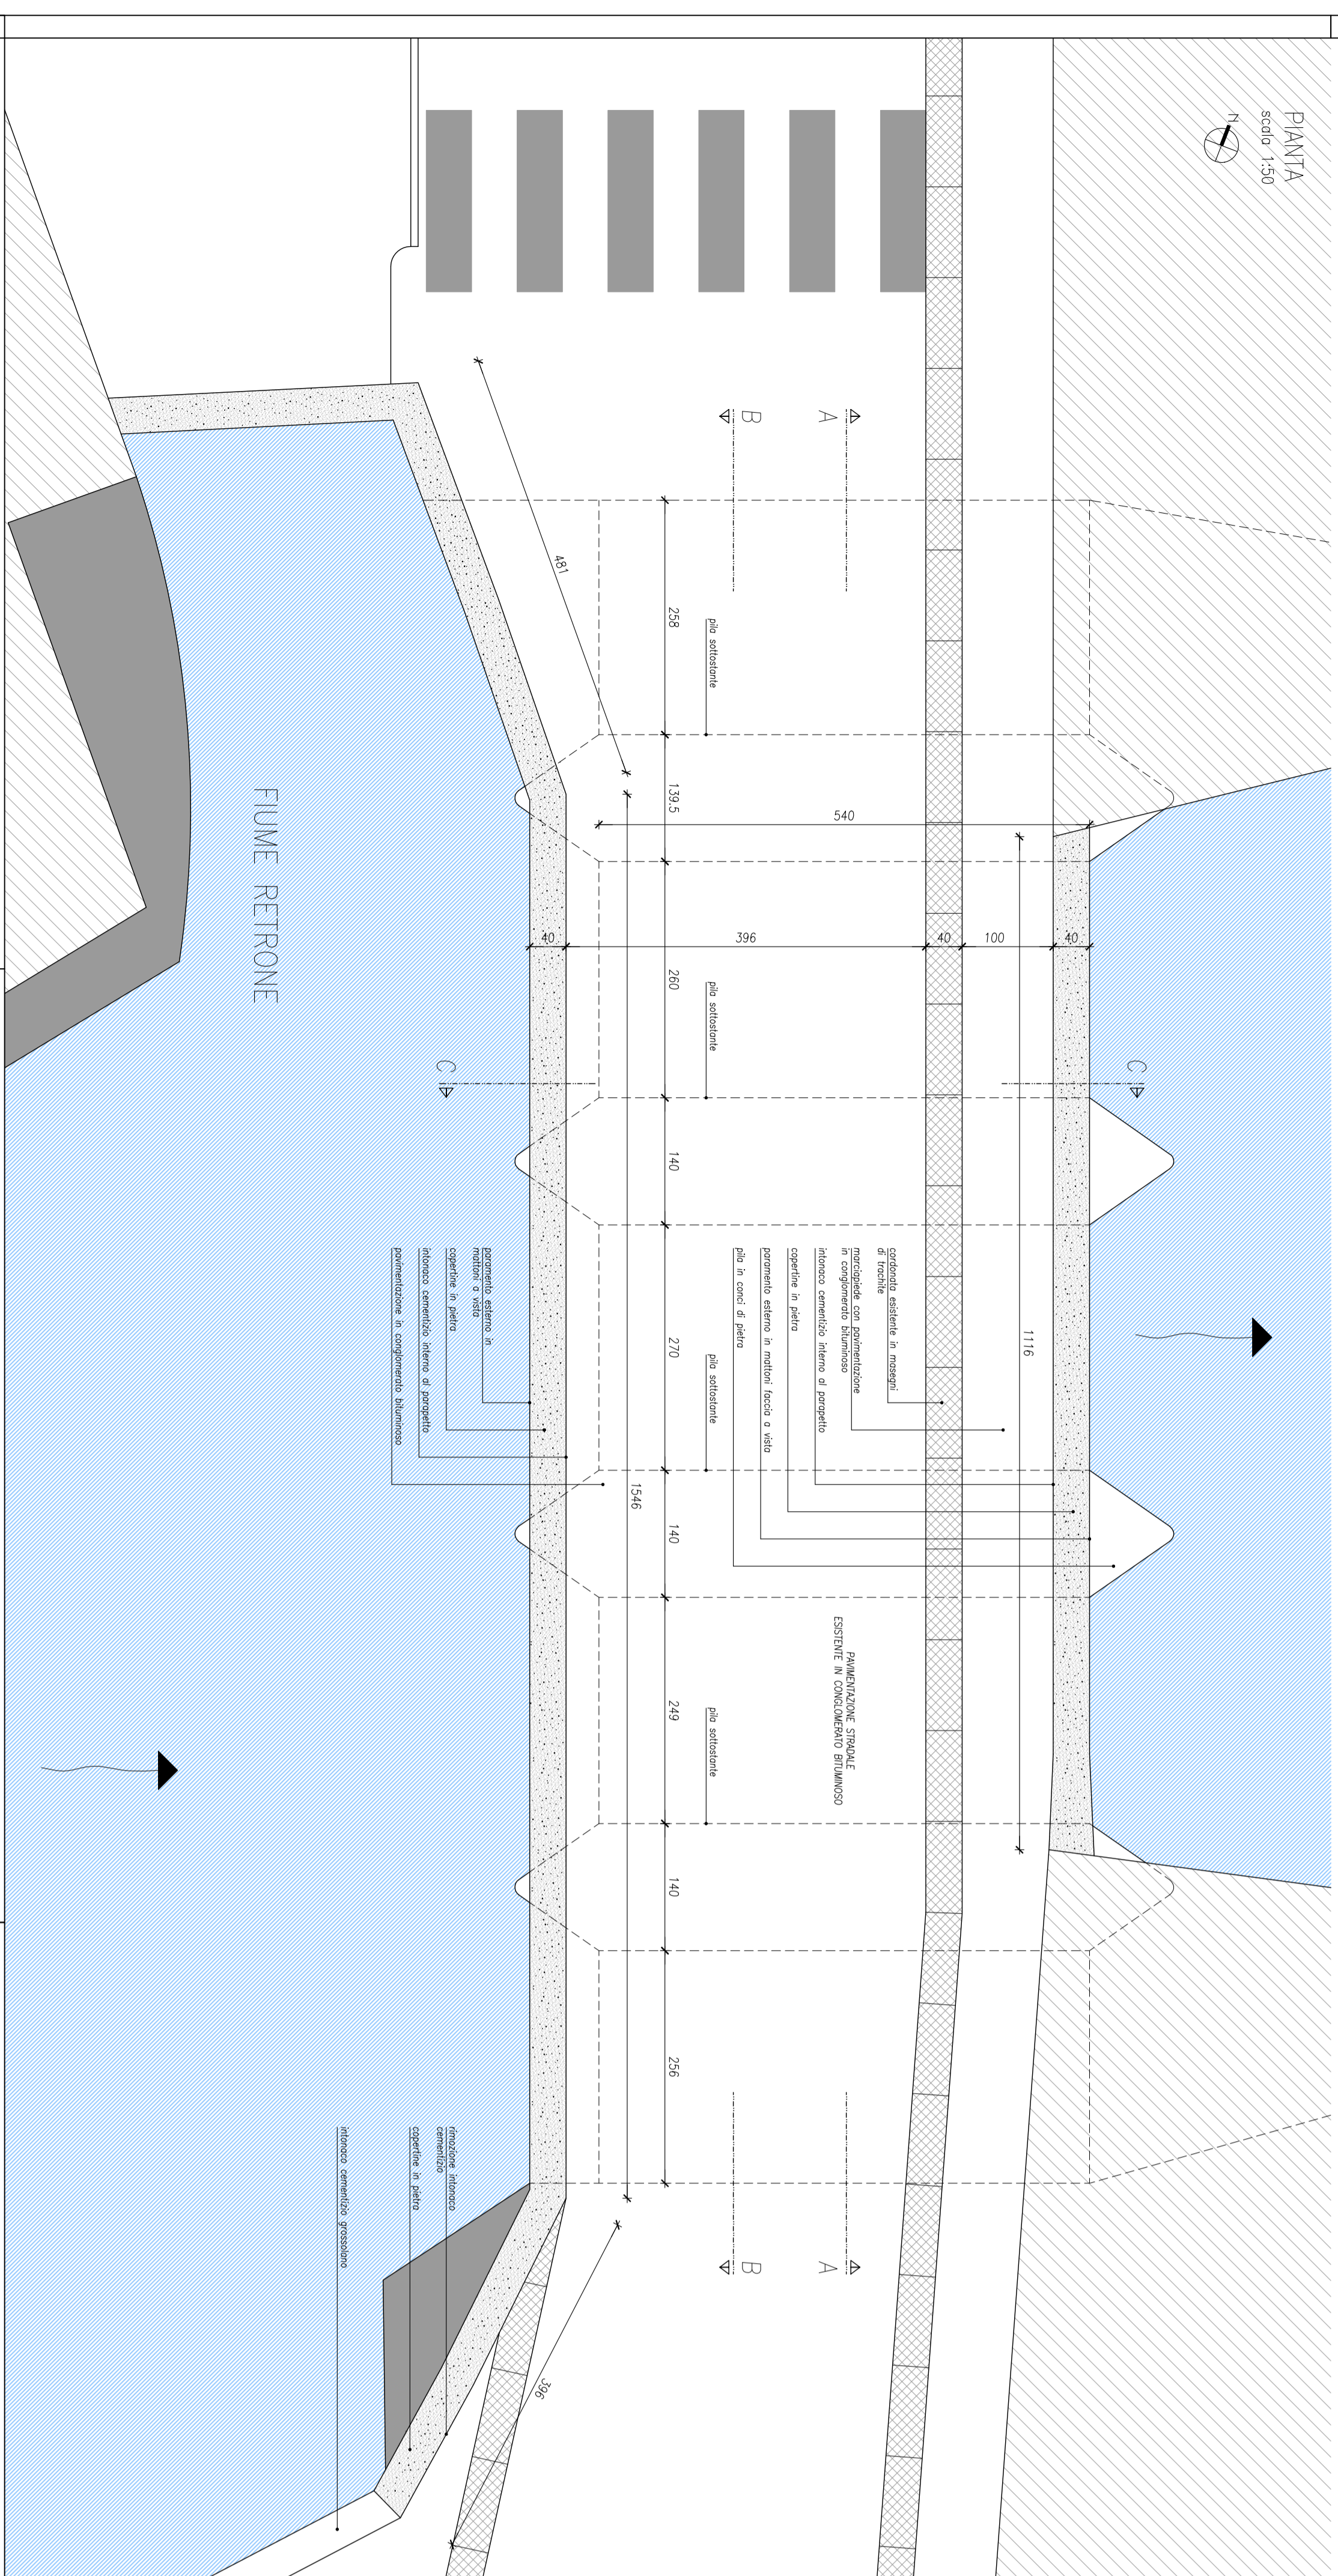 PIANTA
scala 1:50
N
B
A
481
258
pila sottostante
139.5
540
40
396
40
100
40
260
pila sottostante
FIUME RETRONE
C
C
140
270
pila sottostante
1116
cordonata esistente in masegni
di trachite
marciapiede con pavimentazione
in conglomerato bituminoso
intonaco cementizio interno al parapetto
copertine in pietra
paramento esterno in mattoni faccia a vista
pila in conci di pietra
paramento esterno in
mattoni a vista
copertine in pietra
intonaco cementizio interno al parapetto
pavimentazione in conglomerato bituminoso
1546
140
PAVIMENTAZIONE STRADALE
ESISTENTE IN CONGLOMERATO BITUMINOSO
249
pila sottostante
140
256
B
A
rimozione intonaco
cementizio
copertine in pietra
intonaco cementizio grossolano
396